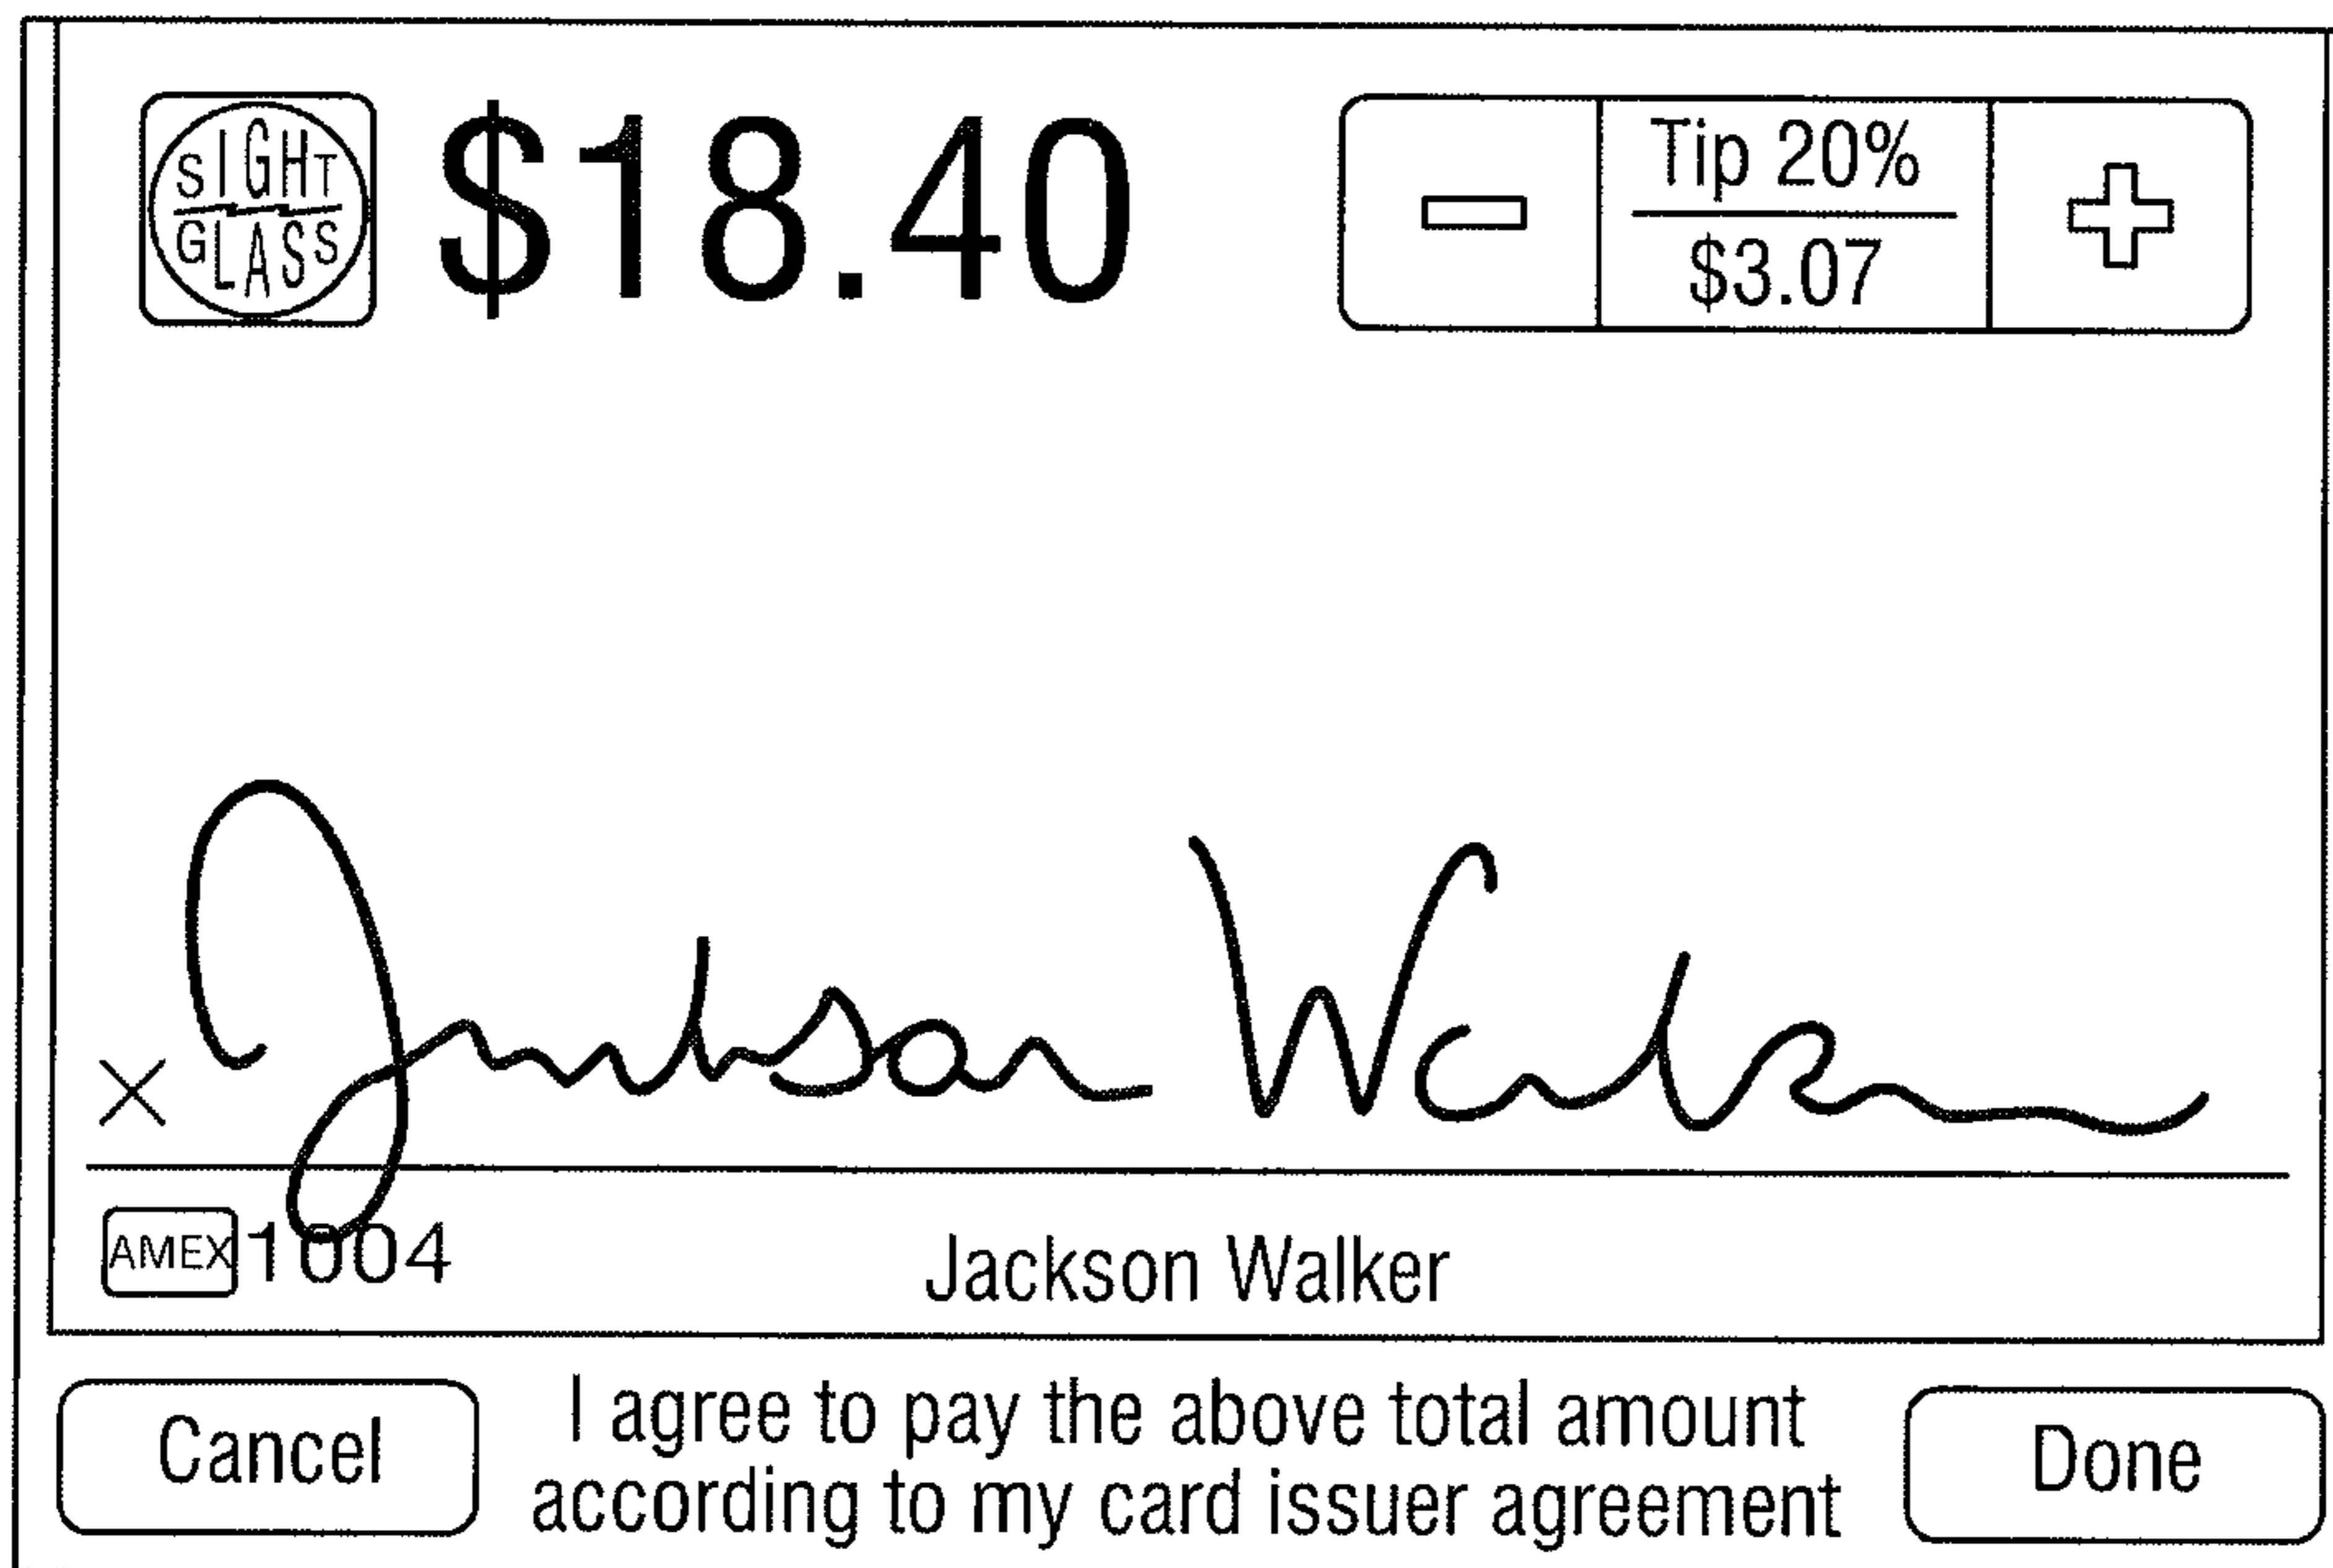 SIGHT
GLASS
$18.40
Tip 20%
$3.07
Jackson Walker
AMEX 1004
Jackson Walker
Cancel
I agree to pay the above total amount
according to my card issuer agreement
Done